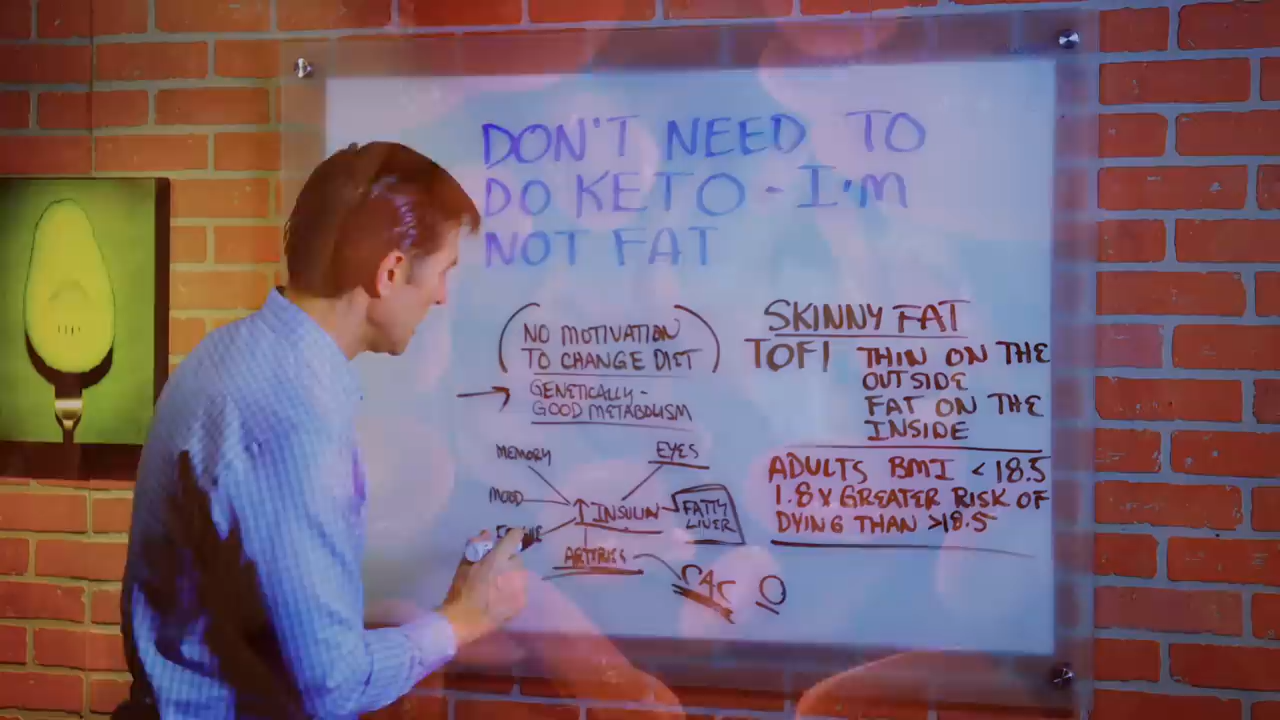 DON'T NEED TO
DO KETO - I'M
NOT FAT
(NO MOTIVATION
TO CHANGE DIET)
→ GENETICALLY -
GOOD METABOLISM
MEMORY
EYES
MOOD
↑ INSULIN
FATTY
LIVER
CAC 0
SKINNY FAT
TOFI THIN ON THE
OUTSIDE
FAT ON THE
INSIDE
ADULTS BMI <18.5
1.8X GREATER RISK OF
DYING THAN >18.5